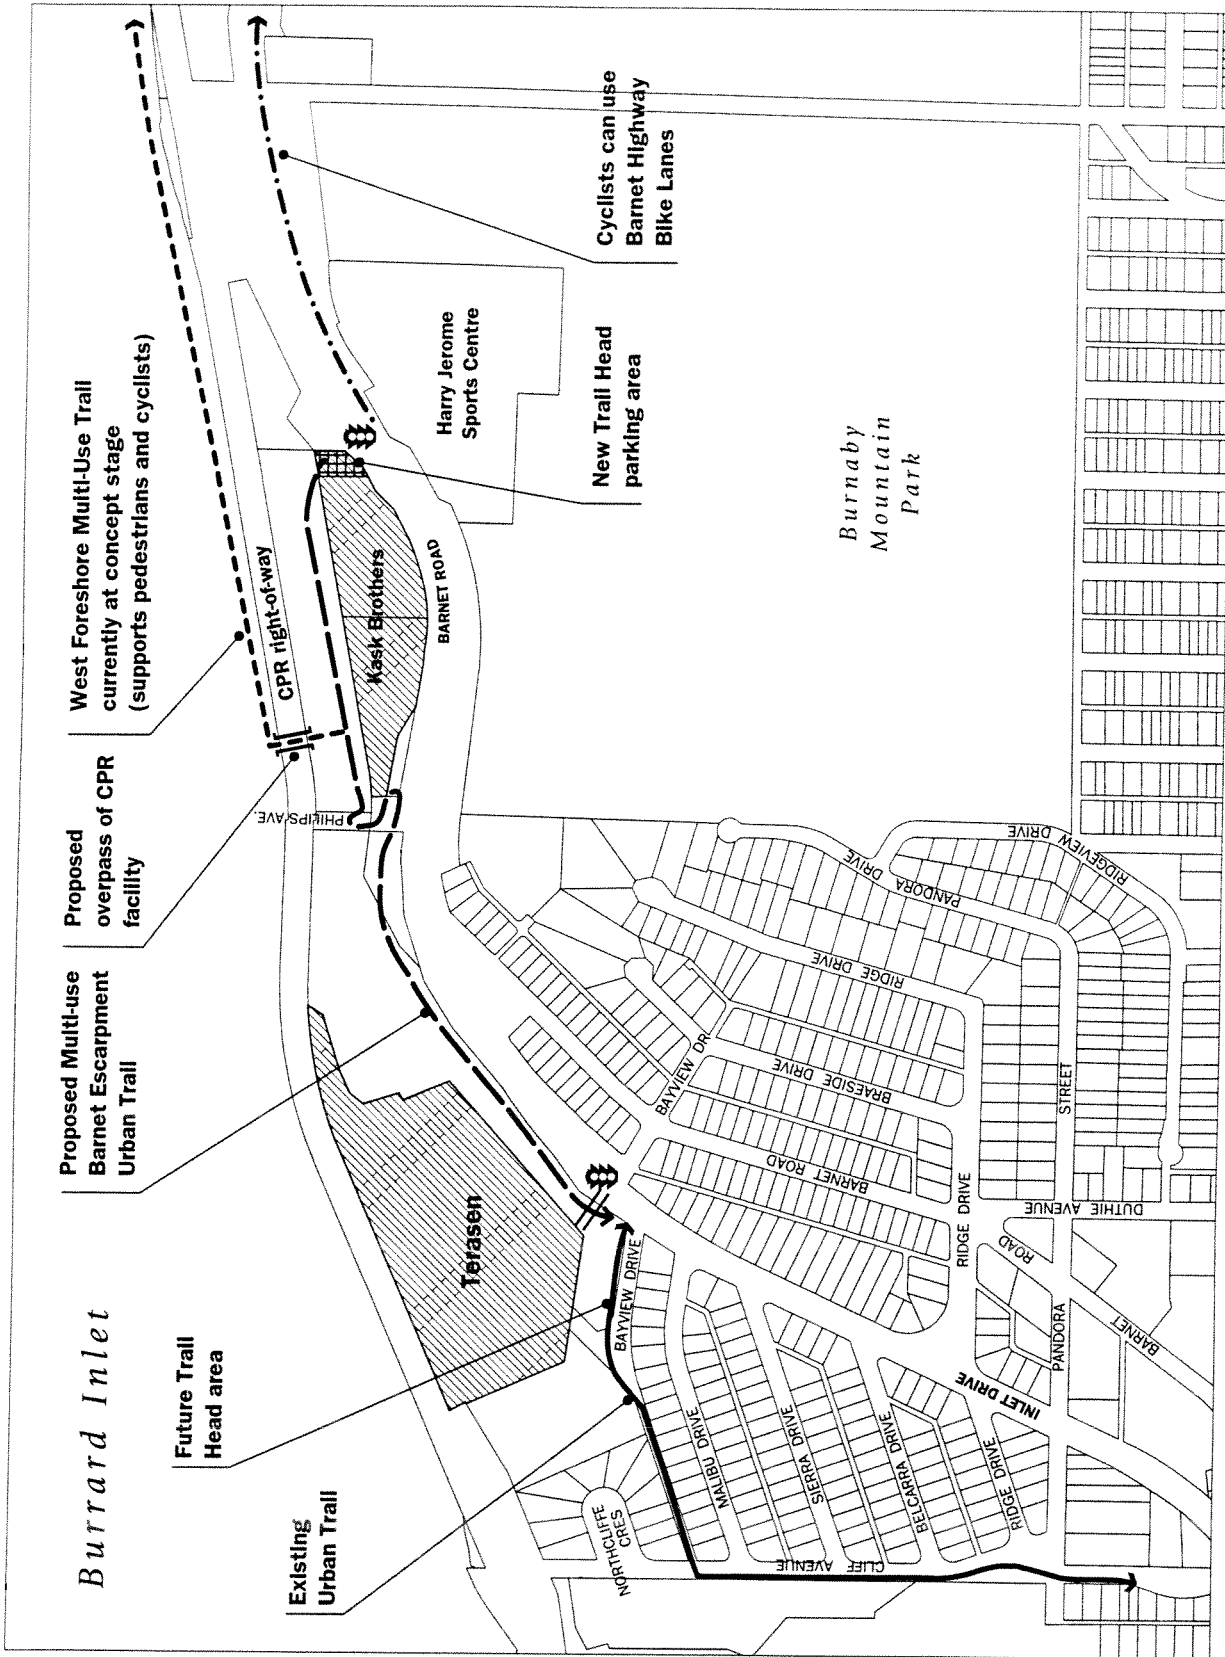 Burrard Inlet
Existing
Urban Trail
Future Trail
Head area
Proposed Multi-use
Barnet Escarpment
Urban Trail
Proposed
overpass of CPR
facility
West Foreshore Multi-Use Trail
currently at concept stage
(supports pedestrians and cyclists)
CPR right-of-way
Terasen
Kask Brothers
PHILIPS AVE.
BARNET ROAD
Harry Jerome
Sports Centre
New Trail Head
parking area
Cyclists can use
Barnet Highway
Bike Lanes
Burnaby
Mountain
Park
NORTHCLIFFE
CRES
BAYVIEW DRIVE
MALIBU DRIVE
SIERRA DRIVE
BELCARRA DRIVE
RIDGE DRIVE
CLIFF AVENUE
INLET DRIVE
BAYVIEW DR
BRAESIDE DRIVE
BARNET ROAD
RIDGE DRIVE
RIDGE DRIVE
PANDORA DRIVE
RIDGEVIEW DRIVE
STREET
PANDORA
DUTHIE AVENUE
BARNET ROAD